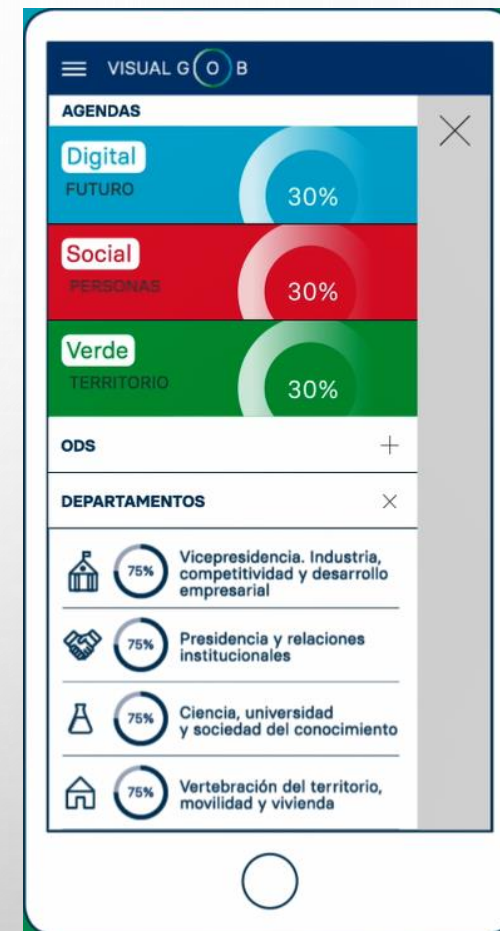 VISUAL GOB
AGENDAS
Digital
FUTURO
30%
Social
PERSONAS
30%
Verde
TERRITORIO
30%
ODS
DEPARTAMENTOS
75%
Vicepresidencia. Industria,
competitividad y desarrollo
empresarial
75%
Presidencia y relaciones
institucionales
75%
Ciencia, universidad
y sociedad del conocimiento
75%
Vertebración del territorio,
movilidad y vivienda